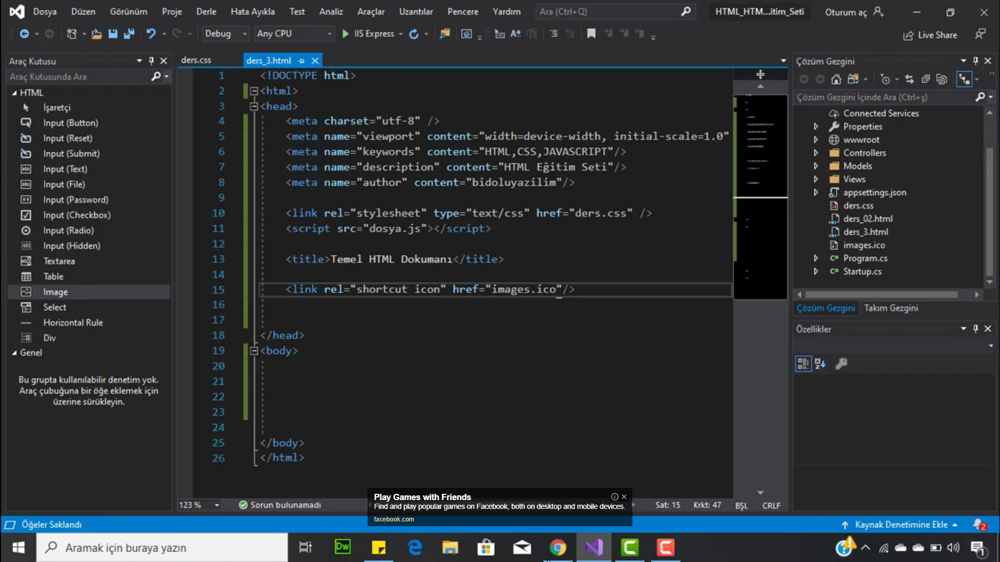 Dosya Düzen Görünüm Proje Derle Hata Ayıkla Test Analiz Araçlar Uzantılar Pencere Yardım Ara (Ctrl+Q) HTML_HTM...itim_Seti Oturum aç
Debug Any CPU IIS Express Live Share
Araç Kutusu
Araç Kutusunda Ara
HTML
İşaretçi
Input (Button)
Input (Reset)
Input (Submit)
Input (Text)
Input (File)
Input (Password)
Input (Checkbox)
Input (Radio)
Input (Hidden)
Textarea
Table
Image
Select
Horizontal Rule
Div
Genel
Bu grupta kullanılabilir denetim yok.
Araç çubuğuna bir öğe eklemek için
üzerine sürükleyin.
ders.css ders_3.html
1 <!DOCTYPE html>
2 <html>
3 <head>
4 <meta charset="utf-8" />
5 <meta name="viewport" content="width=device-width, initial-scale=1.0"
6 <meta name="keywords" content="HTML,CSS,JAVASCRIPT"/>
7 <meta name="description" content="HTML Eğitim Seti"/>
8 <meta name="author" content="bidoluyazilim"/>
9
10 <link rel="stylesheet" type="text/css" href="ders.css" />
11 <script src="dosya.js"></script>
12
13 <title>Temel HTML Dokumanı</title>
14
15 <link rel="shortcut icon" href="images.ico"/>
16
17
18 </head>
19 <body>
20
21
22
23
24
25 </body>
26 </html>
123 % Sorun bulunamadı Sat: 15 Krkt: 47 BŞL CRLF
Play Games with Friends
Find and play popular games on Facebook, both on desktop and mobile devices.
facebook.com
Çözüm Gezgini
Çözüm Gezgini İçinde Ara (Ctrl+ş)
Connected Services
Properties
wwwroot
Controllers
Models
Views
appsettings.json
ders.css
ders_02.html
ders_3.html
images.ico
C# Program.cs
C# Startup.cs
Çözüm Gezgini Takım Gezgini
Özellikler
Öğeler Saklandı Kaynak Denetimine Ekle 2
Aramak için buraya yazın Dw 1